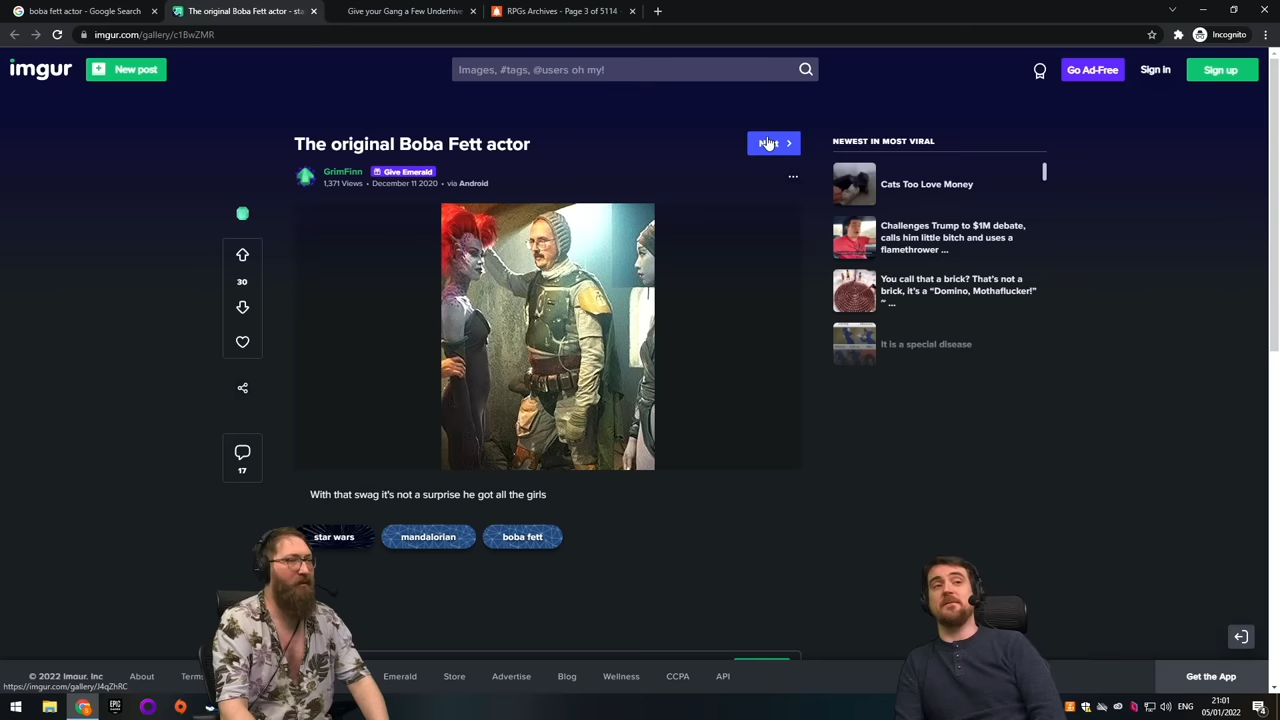 boba fett actor - Google Search
The original Boba Fett actor - sta
Give your Gang a Few Underhive
RPGs Archives - Page 3 of 5114 -
imgur.com/gallery/c1BwZMR
Incognito
imgur
New post
Images, #tags, @users oh my!
Go Ad-Free
Sign in
Sign up
The original Boba Fett actor
GrimFinn
Give Emerald
1,371 Views • December 11 2020 • via Android
30
17
With that swag it's not a surprise he got all the girls
star wars
mandalorian
boba fett
NEWEST IN MOST VIRAL
Cats Too Love Money
Challenges Trump to $1M debate,
calls him little bitch and uses a
flamethrower ...
You call that a brick? That's not a
brick, it's a “Domino, Mothaflucker!”
~ ...
It is a special disease
© 2022 Imgur. Inc
About
Emerald
Store
Advertise
Blog
Wellness
CCPA
API
Get the App
https://imgur.com/gallery/J4qZhRC
EPIC
ENG
21:01
05/01/2022